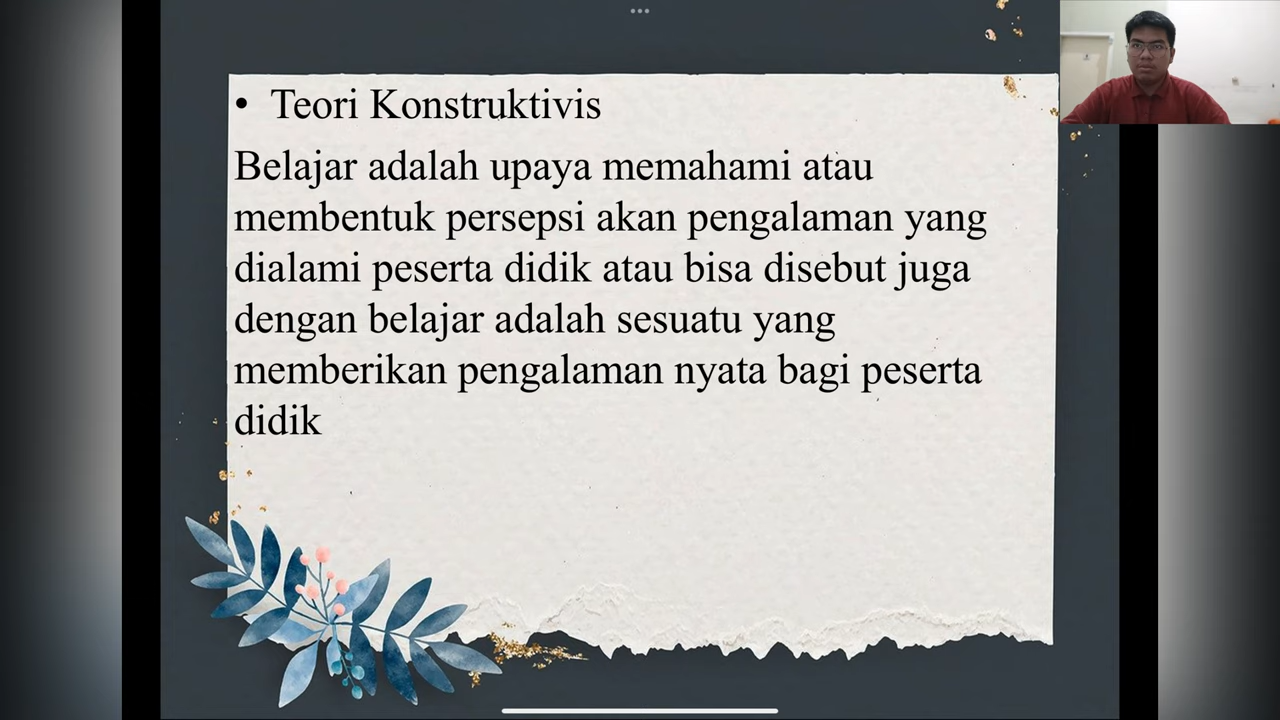 • Teori Konstruktivis
Belajar adalah upaya memahami atau
membentuk persepsi akan pengalaman yang
dialami peserta didik atau bisa disebut juga
dengan belajar adalah sesuatu yang
memberikan pengalaman nyata bagi peserta
didik